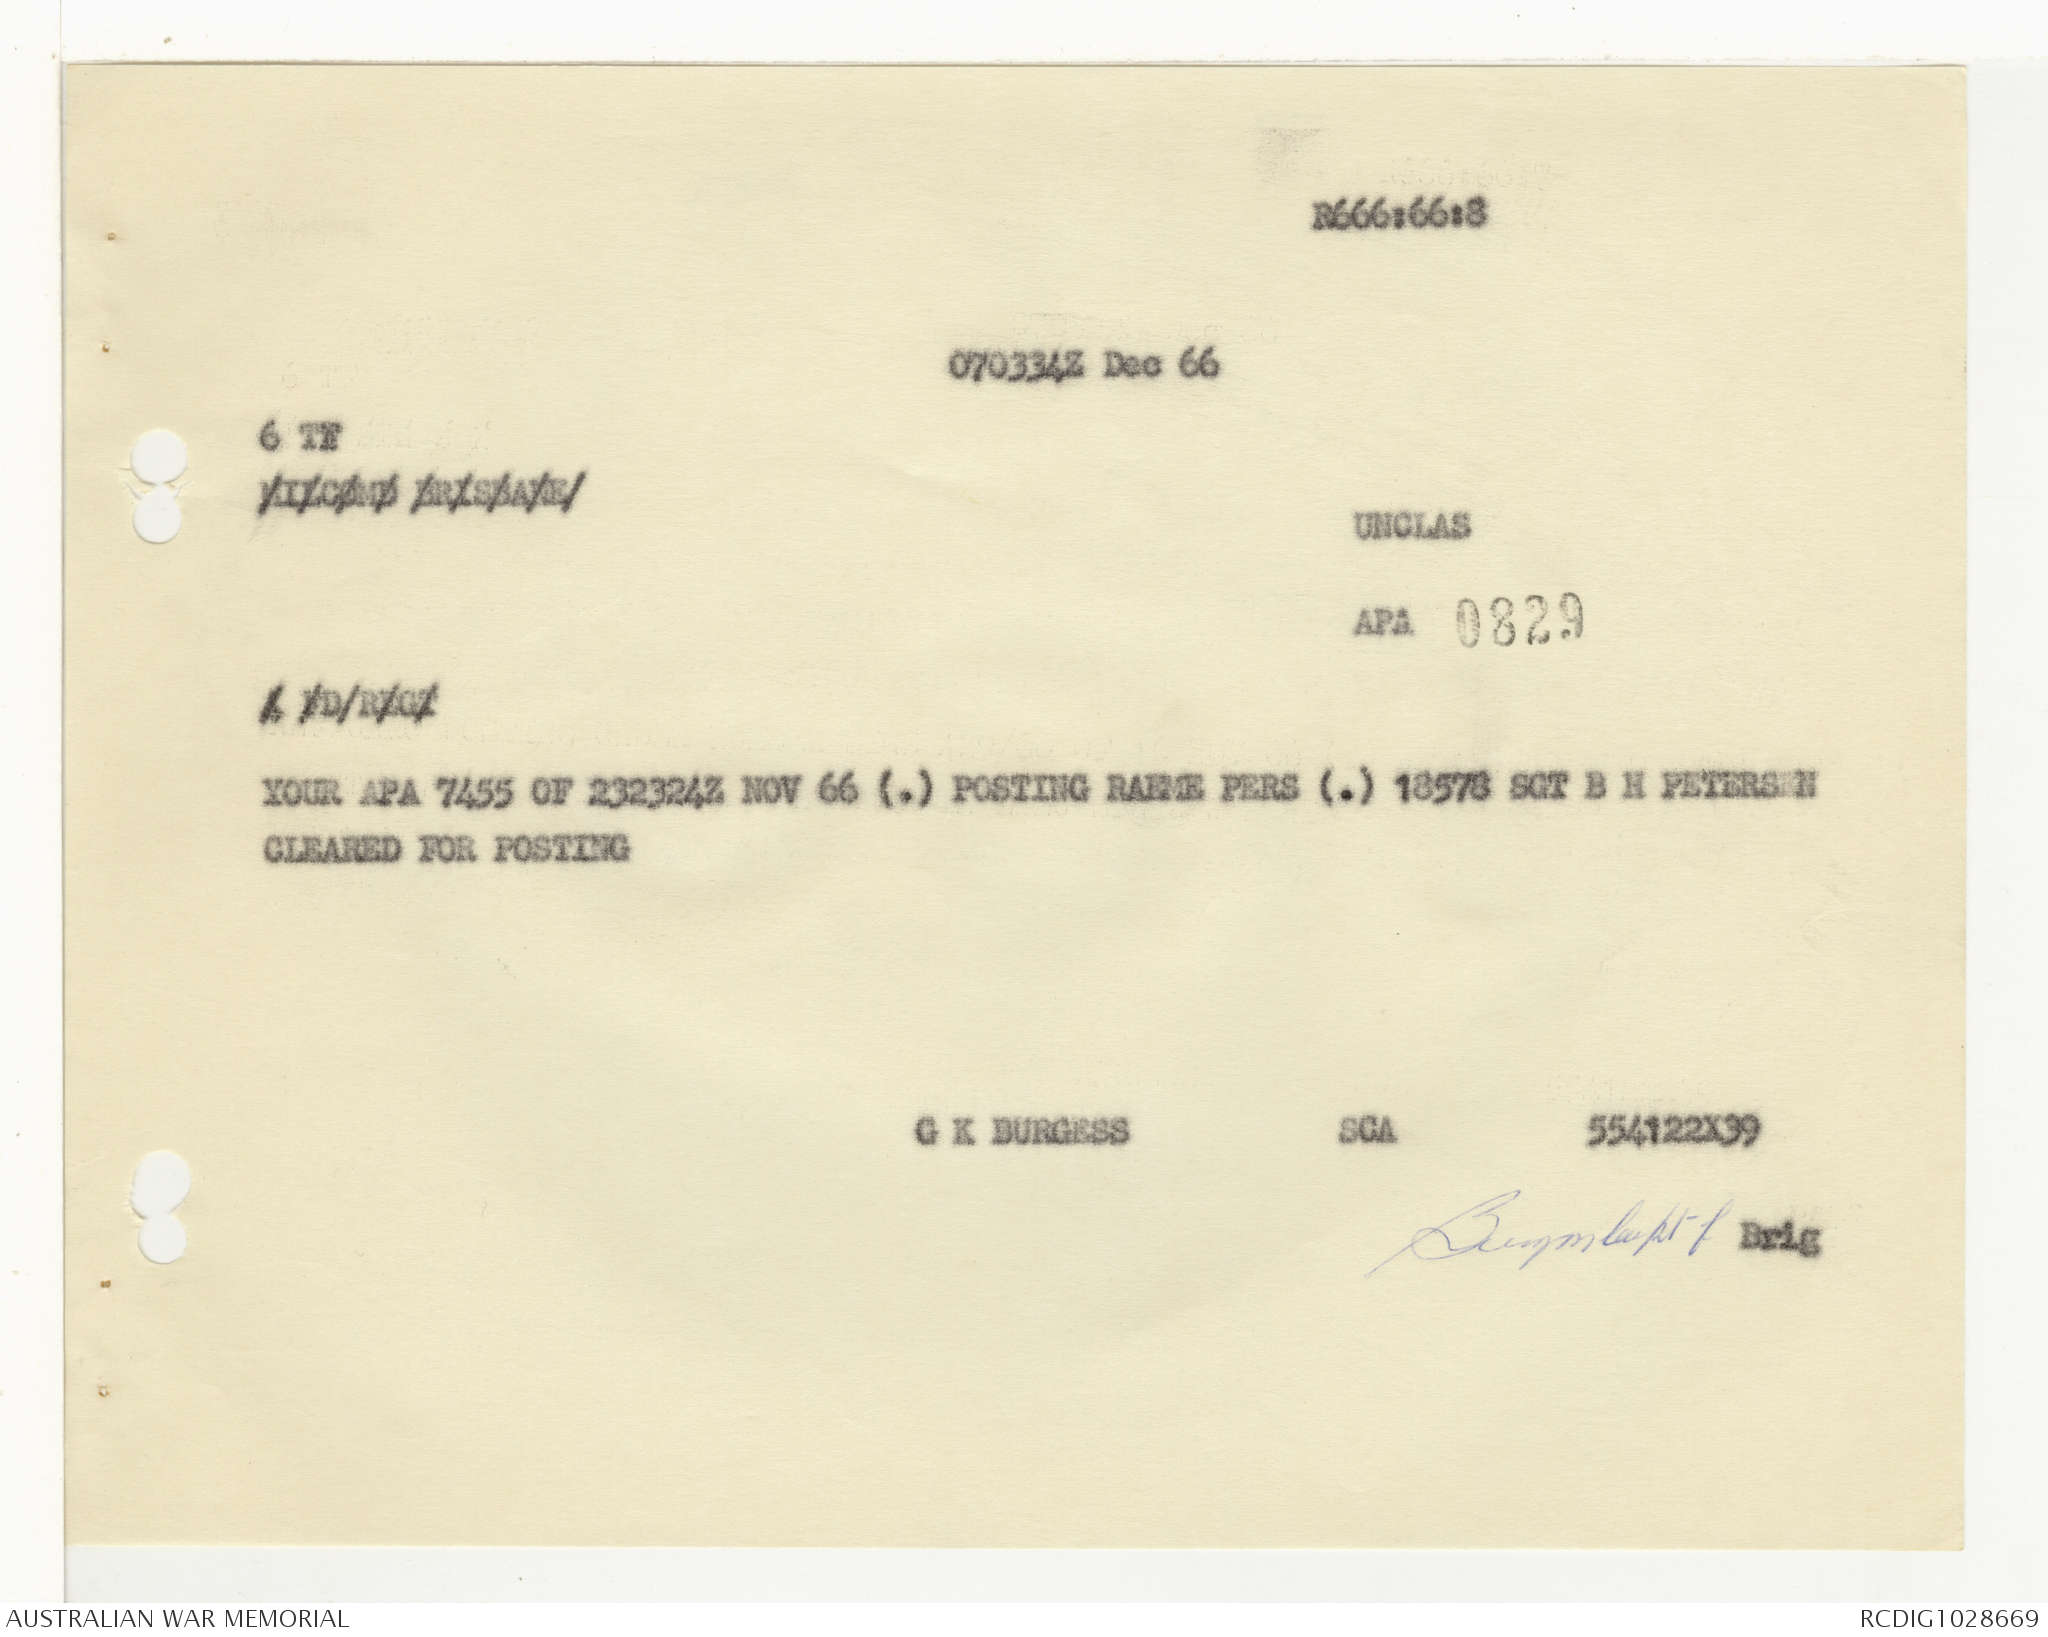 R666:66:8
070334Z Dec 66
6 TF
UNCLAS
APA 0829
YOUR APA 7455 OF 232324Z NOV 66 (.) POSTING RAEME PERS (.) 18578 SGT B H PETERSEN
CLEARED FOR POSTING
G K BURGESS SCA 554122X39
Brig
AUSTRALIAN WAR MEMORIAL RCDIG1028669